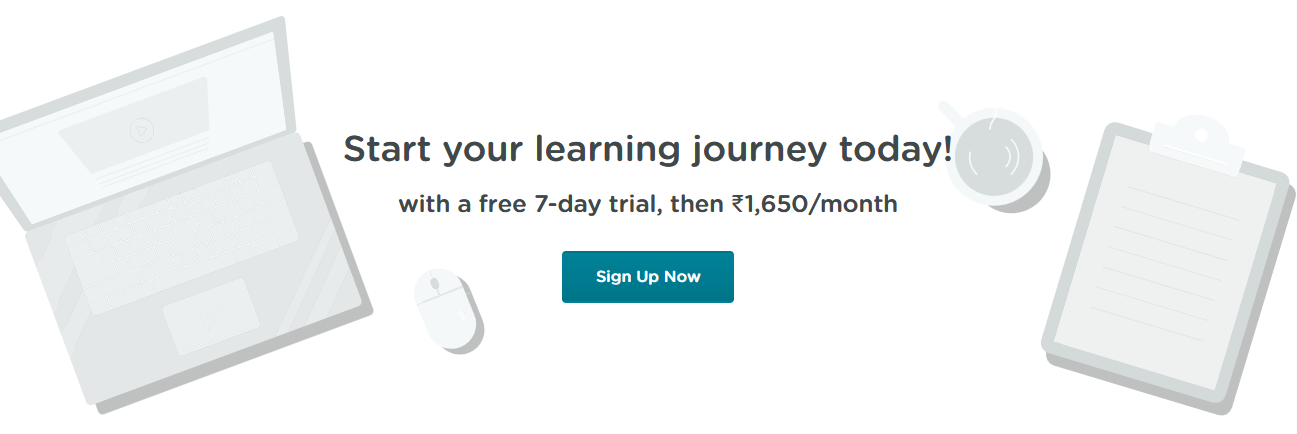 Start your learning journey today!
with a free 7-day trial, then ₹1,650/month
Sign Up Now